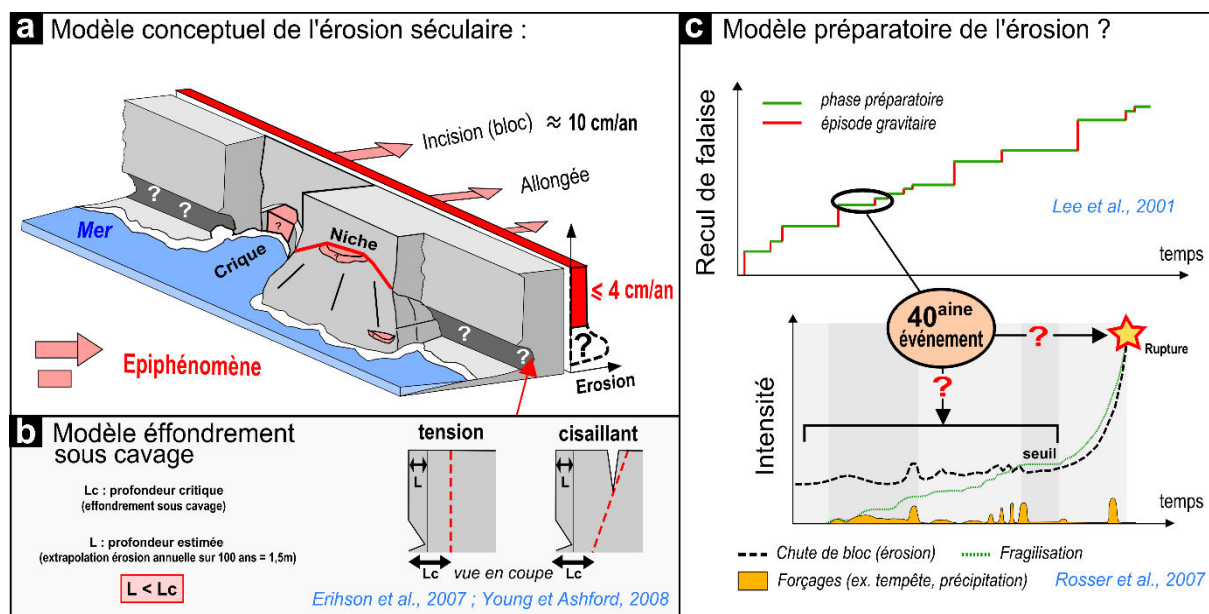 a Modèle conceptuel de l'érosion séculaire :
Incision (bloc) ≈ 10 cm/an
Allongée
? ?
?
Mer
Crique
Niche
⩽ 4 cm/an
?
?
?
Epiphénomène
Erosion
b Modèle éffondrement
sous cavage
Lc : profondeur critique
(effondrement sous cavage)
L : profondeur estimée
(extrapolation érosion annuelle sur 100 ans = 1,5m)
L < Lc
tension
cisaillant
L
L
Lc
vue en coupe
Lc
Erihson et al., 2007 ; Young et Ashford, 2008
c Modèle préparatoire de l'érosion ?
Recul de falaise
phase préparatoire
épisode gravitaire
Lee et al., 2001
temps
40aine
événement
?
?
Rupture
Intensité
seuil
temps
Chute de bloc (érosion)
Fragilisation
Forçages (ex. tempête, précipitation)
Rosser et al., 2007